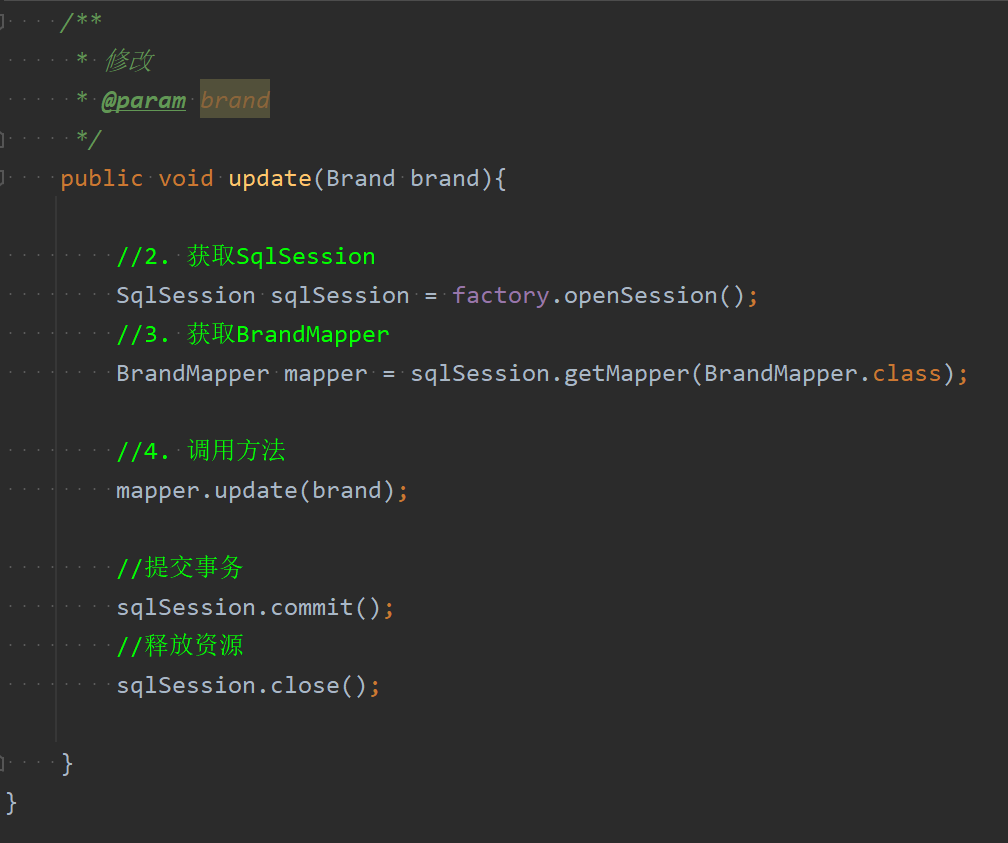 /**
* 修改
* @param brand
*/
public void update(Brand brand){
//2. 获取SqlSession
SqlSession sqlSession = factory.openSession();
//3. 获取BrandMapper
BrandMapper mapper = sqlSession.getMapper(BrandMapper.class);
//4. 调用方法
mapper.update(brand);
//提交事务
sqlSession.commit();
//释放资源
sqlSession.close();
}
}